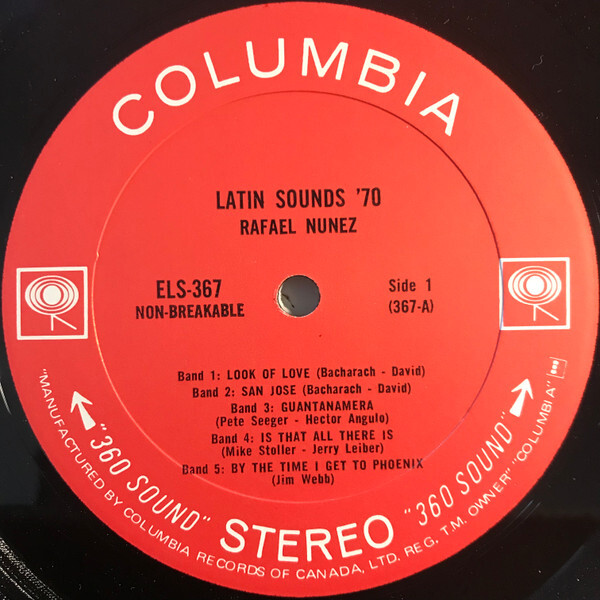 COLUMBIA
LATIN SOUNDS '70
RAFAEL NUNEZ
ELS-367
NON-BREAKABLE
Side 1
(367-A)
Band 1: LOOK OF LOVE (Bacharach - David)
Band 2: SAN JOSE (Bacharach - David)
Band 3: GUANTANAMERA
(Pete Seeger - Hector Angulo)
Band 4: IS THAT ALL THERE IS
(Mike Stoller - Jerry Leiber)
Band 5: BY THE TIME I GET TO PHOENIX
(Jim Webb)
"360 SOUND" STEREO "360 SOUND"
"MANUFACTURED BY COLUMBIA RECORDS OF CANADA, LTD. REG. T.M. OWNER" "COLUMBIA"